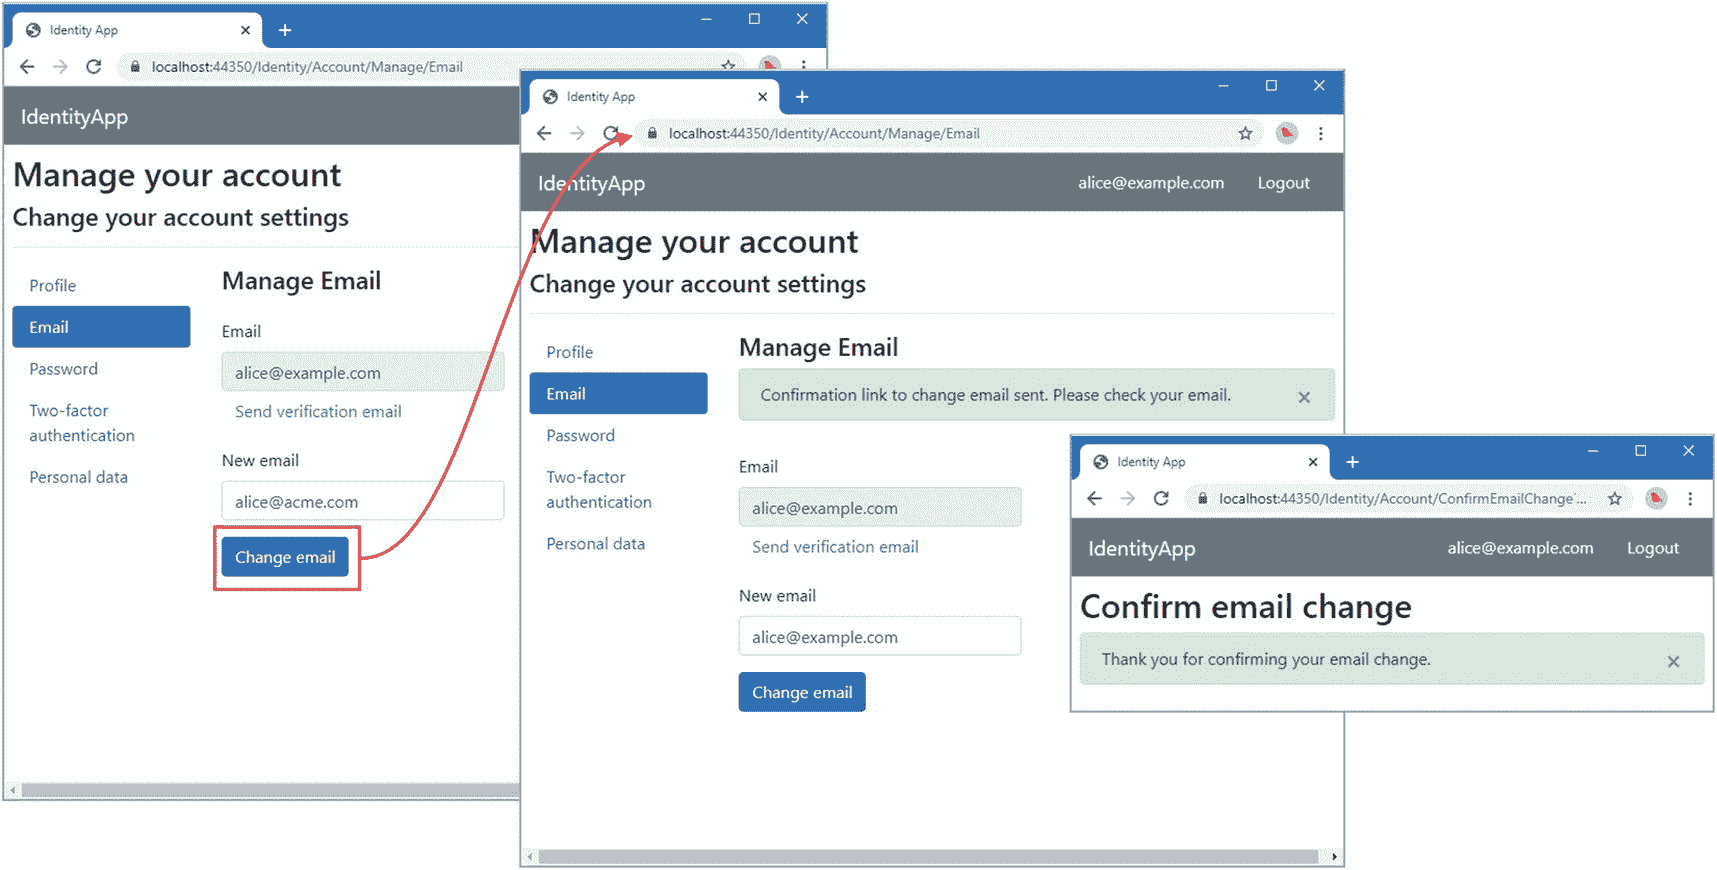 Identity App
localhost:44350/Identity/Account/Manage/Email
IdentityApp
Manage your account
Change your account settings
Profile
Email
Password
Two-factor
authentication
Personal data
Manage Email
Email
alice@example.com
Send verification email
New email
alice@acme.com
Change email
Identity App
localhost:44350/Identity/Account/Manage/Email
IdentityApp
alice@example.com
Logout
Manage your account
Change your account settings
Profile
Email
Password
Two-factor
authentication
Personal data
Manage Email
Confirmation link to change email sent. Please check your email.
Email
alice@example.com
Send verification email
New email
alice@example.com
Change email
Identity App
localhost:44350/Identity/Account/ConfirmEmailChange...
IdentityApp
alice@example.com
Logout
Confirm email change
Thank you for confirming your email change.